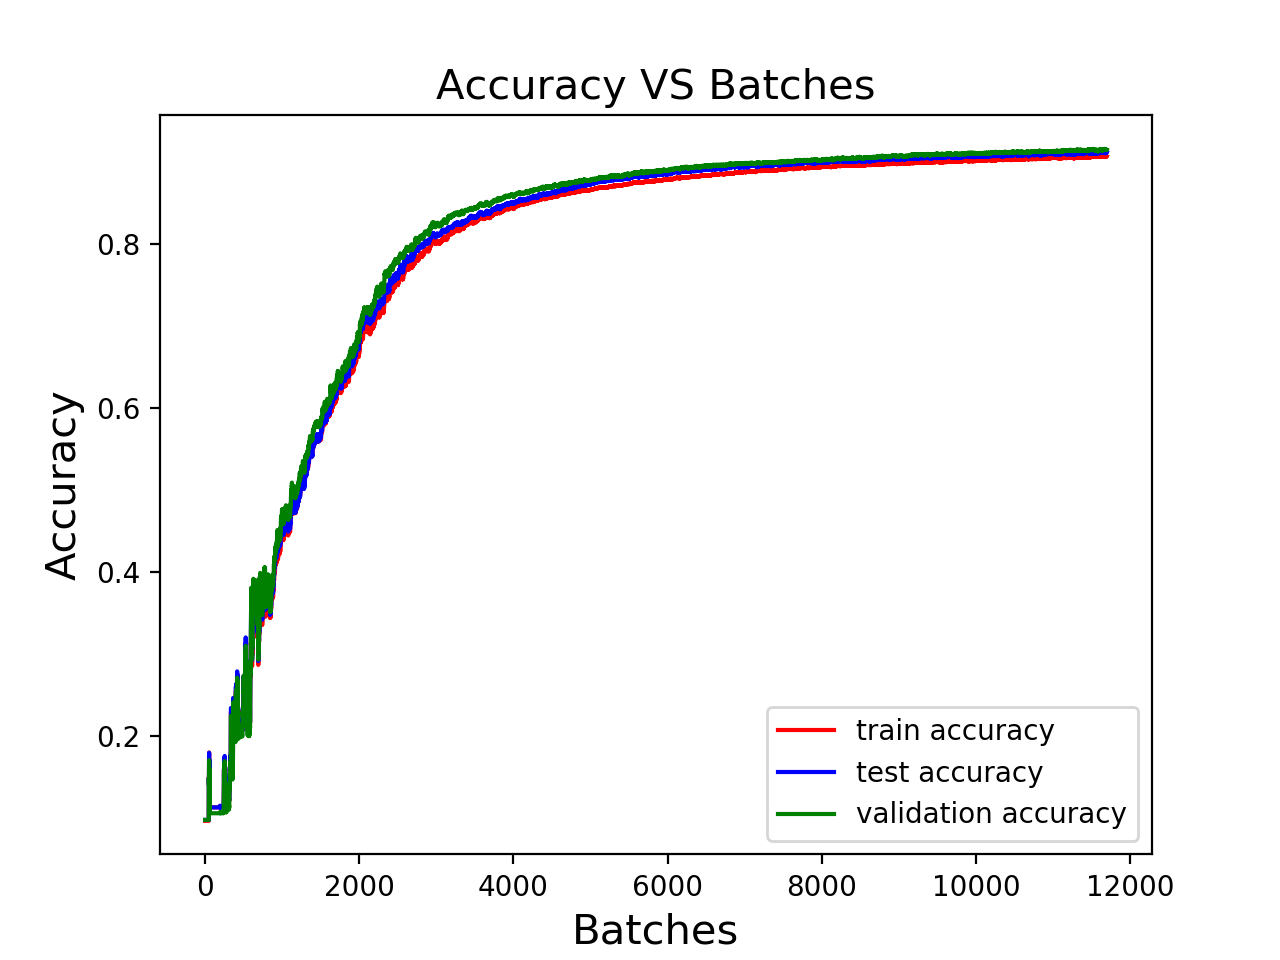 Accuracy VS Batches
Accuracy
0.8
0.6
0.4
0.2
train accuracy
test accuracy
validation accuracy
0 2000 4000 6000 8000 10000 12000
Batches